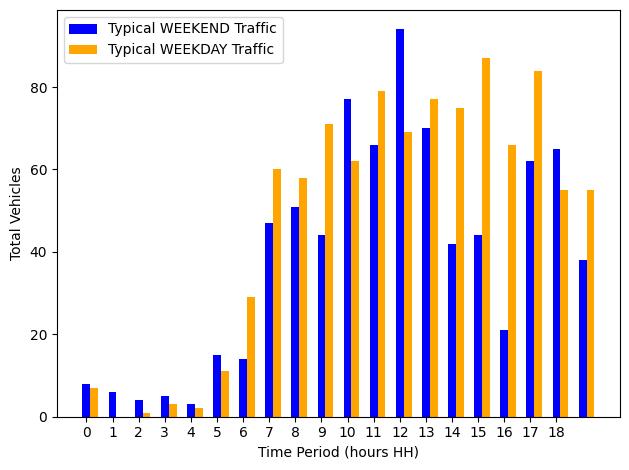 Typical WEEKEND Traffic
Typical WEEKDAY Traffic
Total Vehicles
80
60
40
20
0
0 1 2 3 4 5 6 7 8 9 10 11 12 13 14 15 16 17 18
Time Period (hours HH)